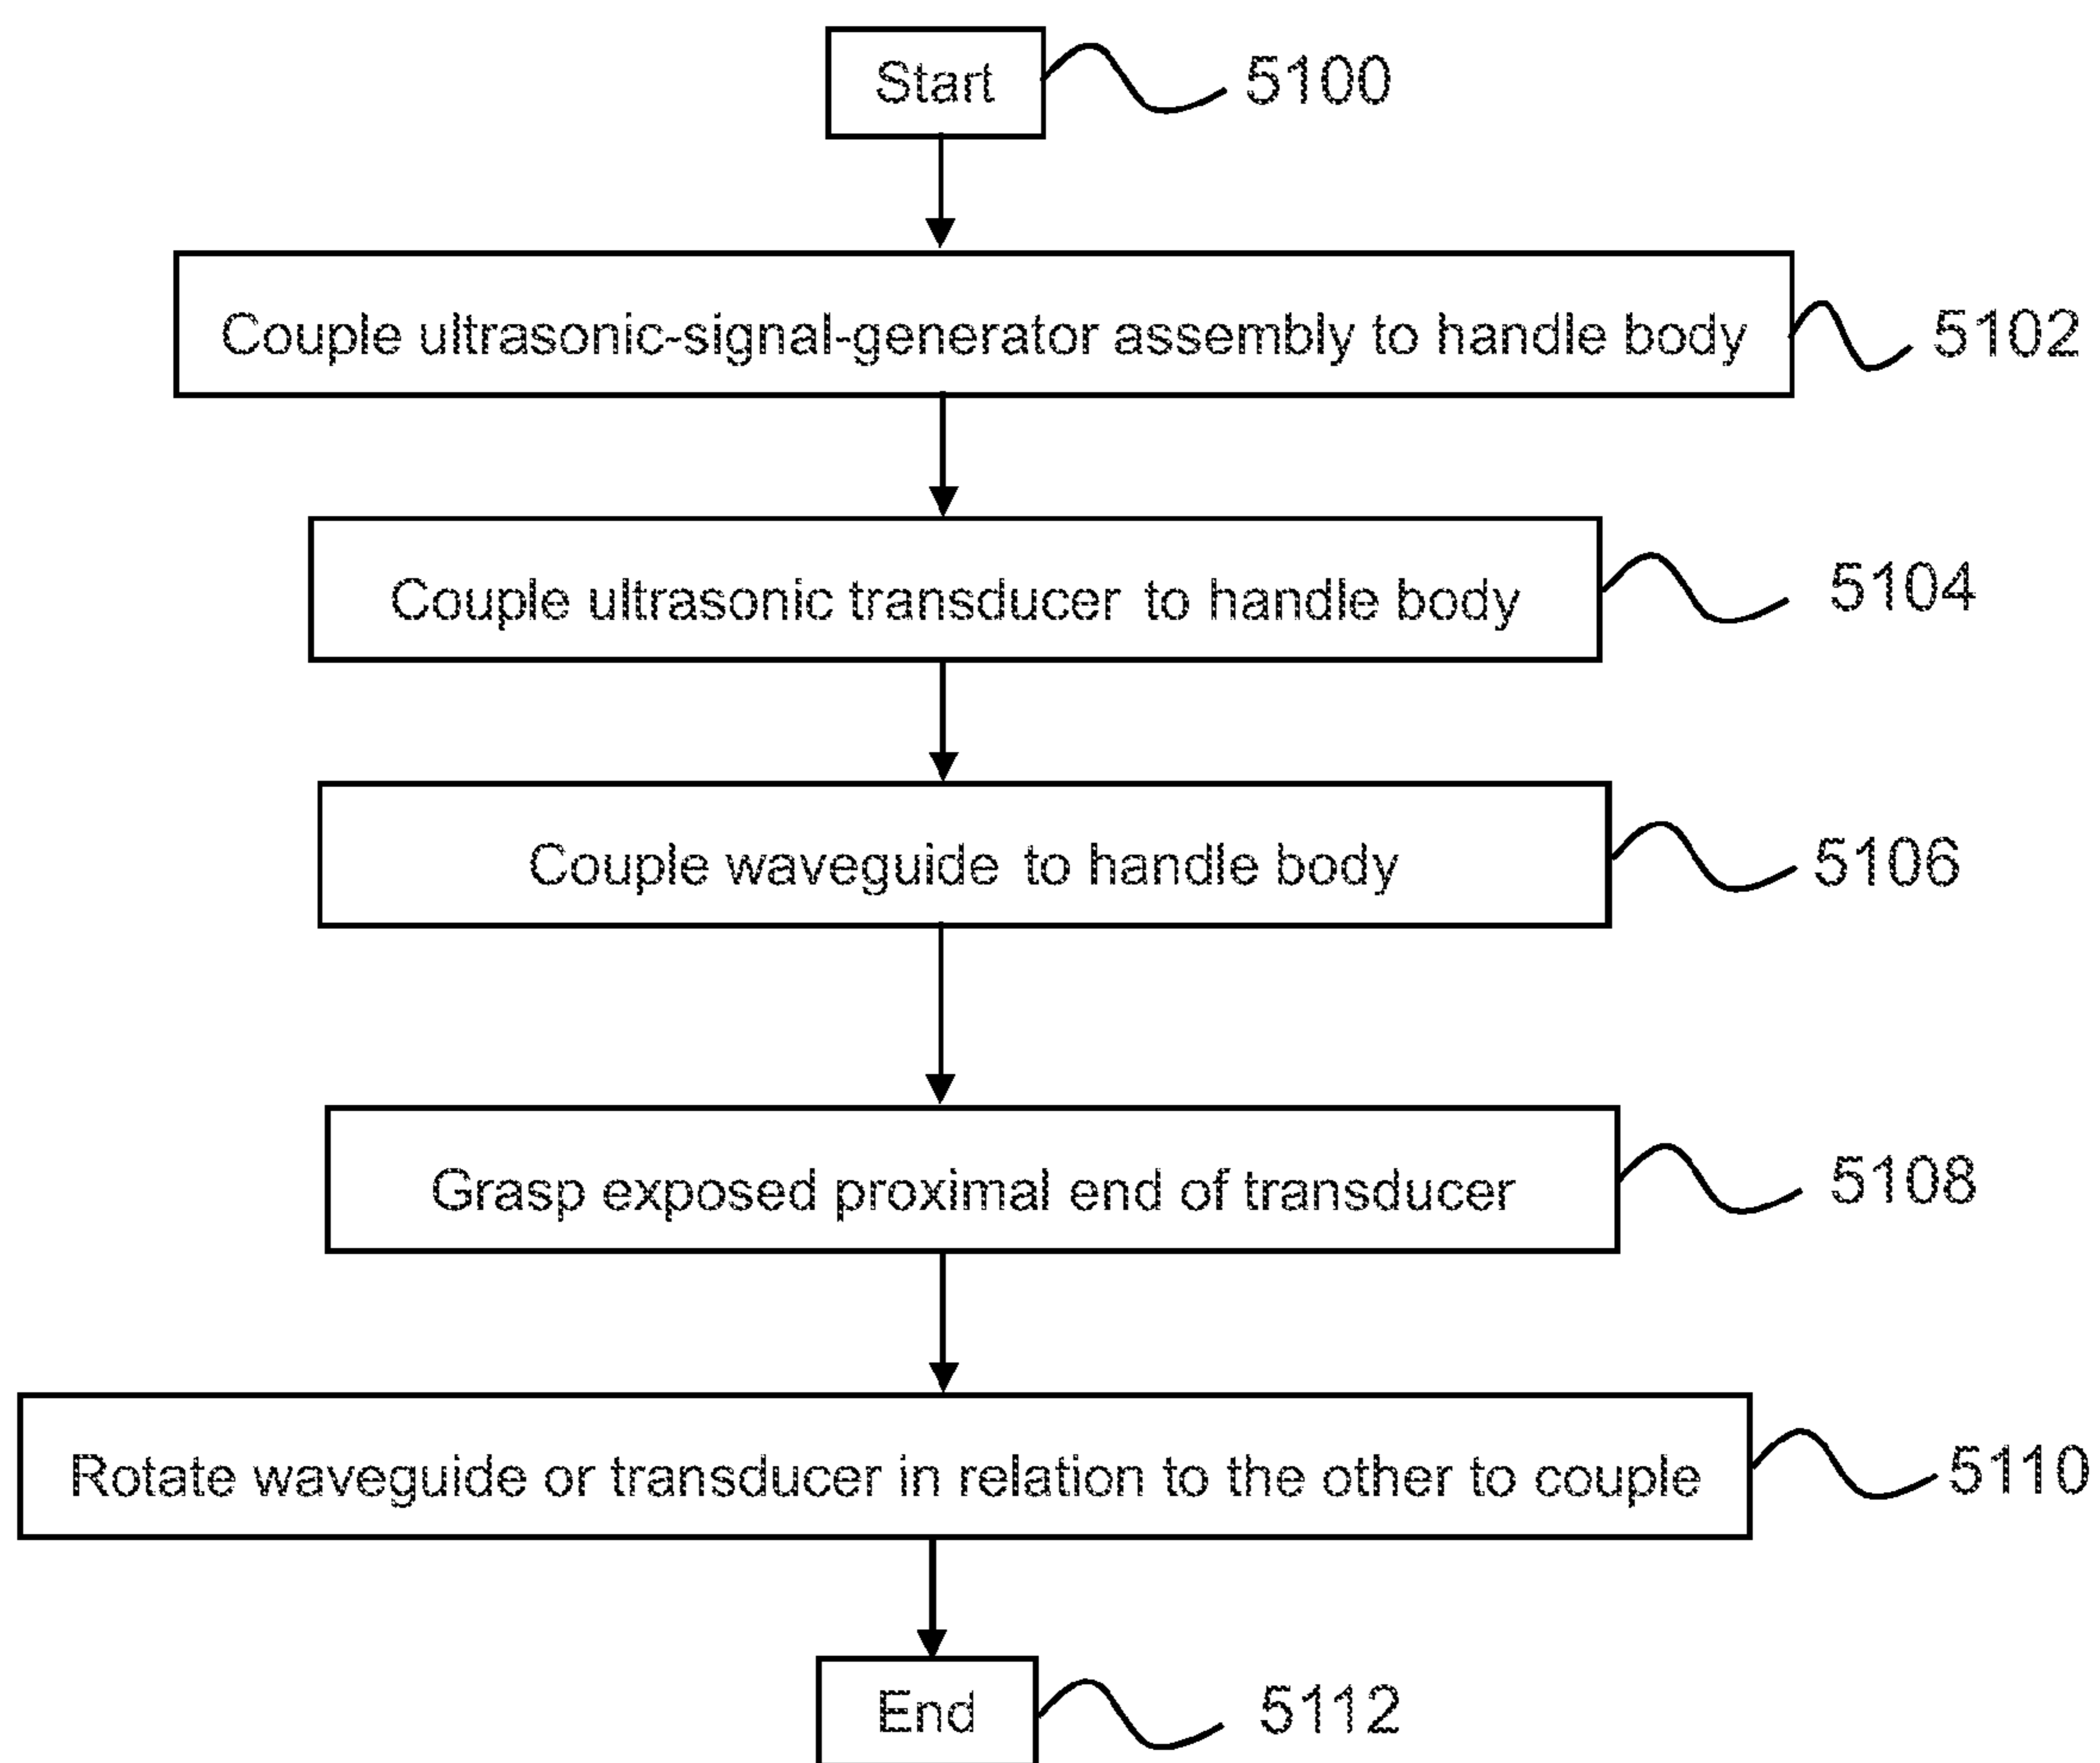 Start
5100
Couple ultrasonic-signal-generator assembly to handle body
5102
Couple ultrasonic transducer to handle body
5104
Couple waveguide to handle body
5106
Grasp exposed proximal end of transducer
5108
Rotate waveguide or transducer in relation to the other to couple
5110
End
5112